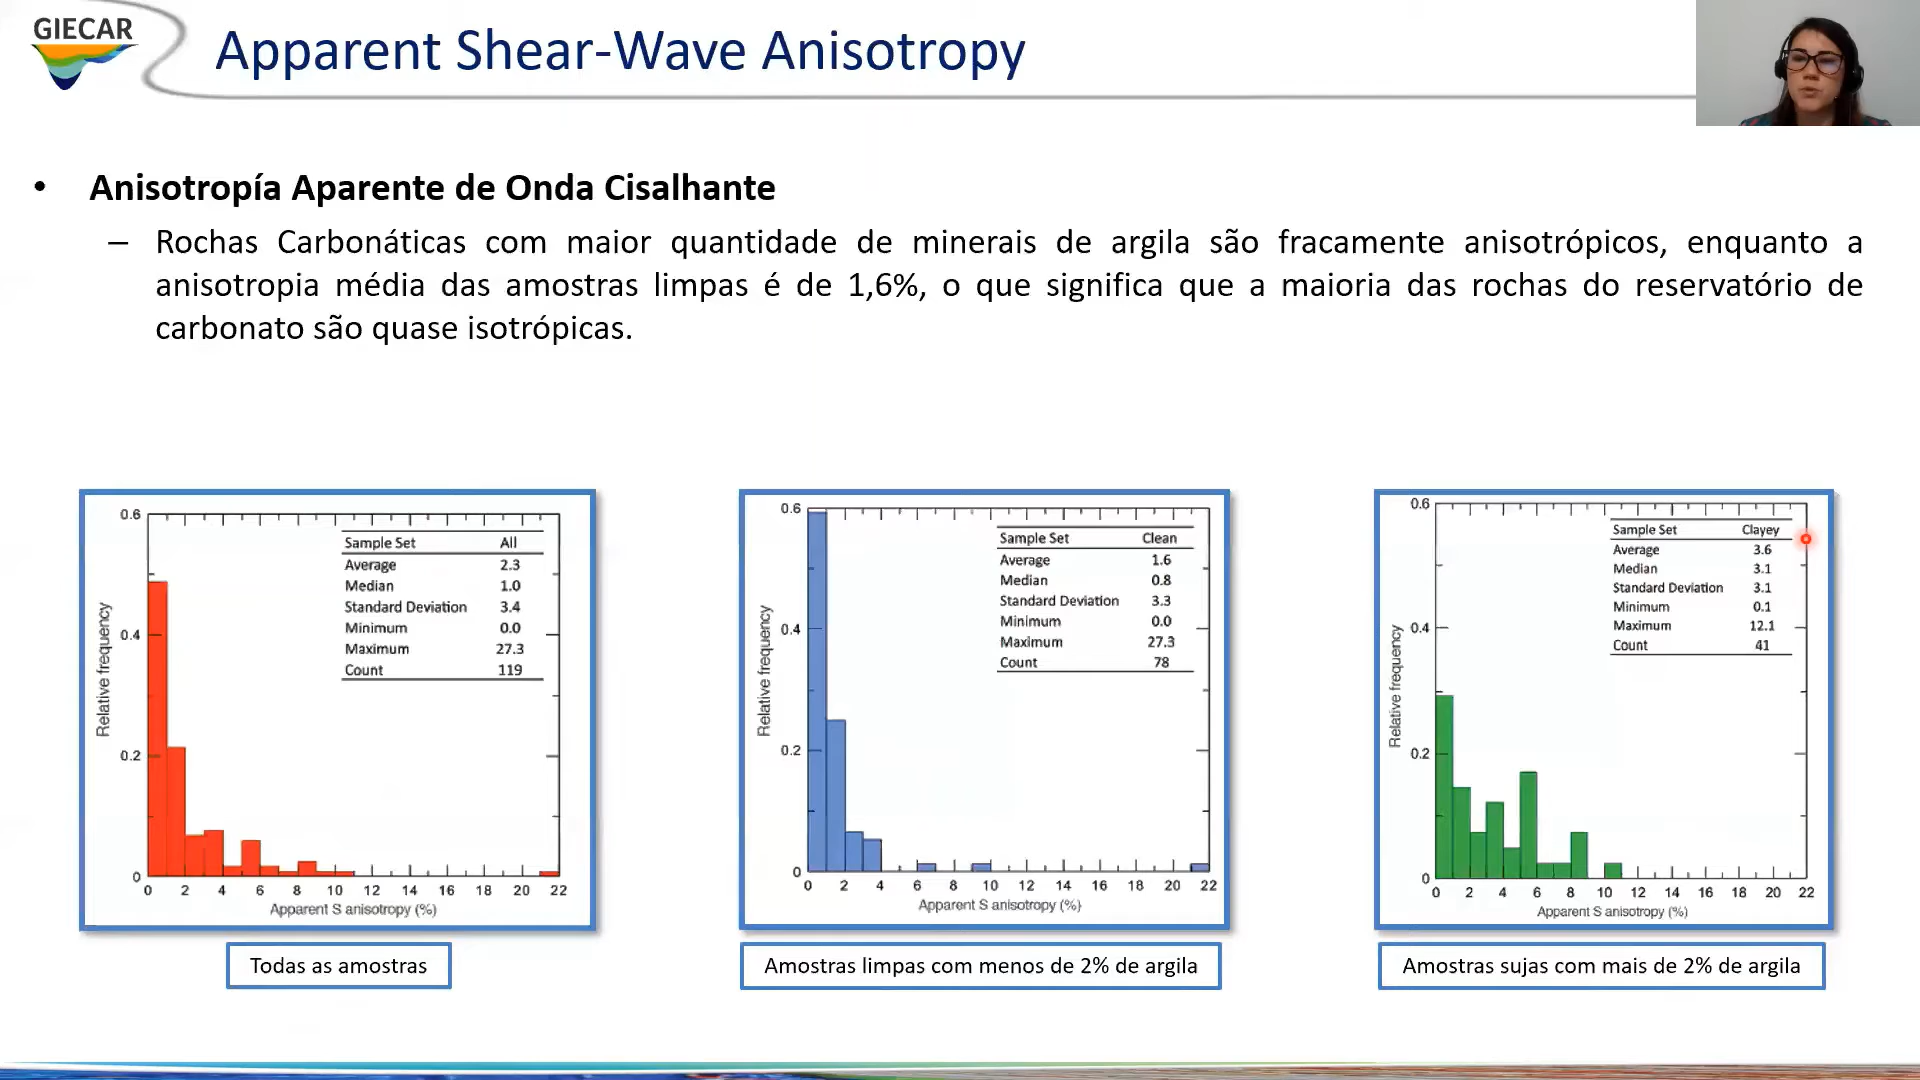 GIECAR
Apparent Shear-Wave Anisotropy
• Anisotropía Aparente de Onda Cisalhante
– Rochas Carbonáticas com maior quantidade de minerais de argila são fracamente anisotrópicos, enquanto a
anisotropia média das amostras limpas é de 1,6%, o que significa que a maioria das rochas do reservatório de
carbonato são quase isotrópicas.
0.6
0.4
0.2
0
Relative frequency
Sample Set All
Average 2.3
Median 1.0
Standard Deviation 3.4
Minimum 0.0
Maximum 27.3
Count 119
0 2 4 6 8 10 12 14 16 18 20 22
Apparent S anisotropy (%)
Todas as amostras
0.6
0.4
0.2
0
Relative frequency
Sample Set Clean
Average 1.6
Median 0.8
Standard Deviation 3.3
Minimum 0.0
Maximum 27.3
Count 78
0 2 4 6 8 10 12 14 16 18 20 22
Apparent S anisotropy (%)
Amostras limpas com menos de 2% de argila
0.6
0.4
0.2
0
Relative frequency
Sample Set Clayey
Average 3.6
Median 3.1
Standard Deviation 3.1
Minimum 0.1
Maximum 12.1
Count 41
0 2 4 6 8 10 12 14 16 18 20 22
Apparent S anisotropy (%)
Amostras sujas com mais de 2% de argila